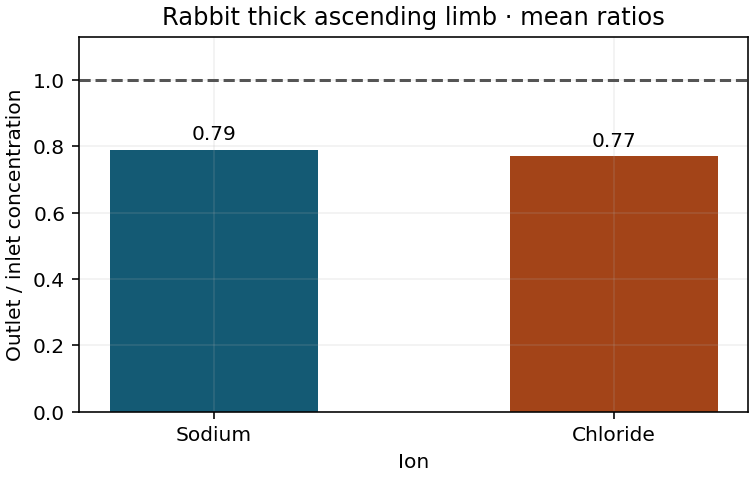 Rabbit thick ascending limb · mean ratios
Outlet / inlet concentration
1.0
0.8
0.6
0.4
0.2
0.0
0.79
0.77
Sodium
Chloride
Ion